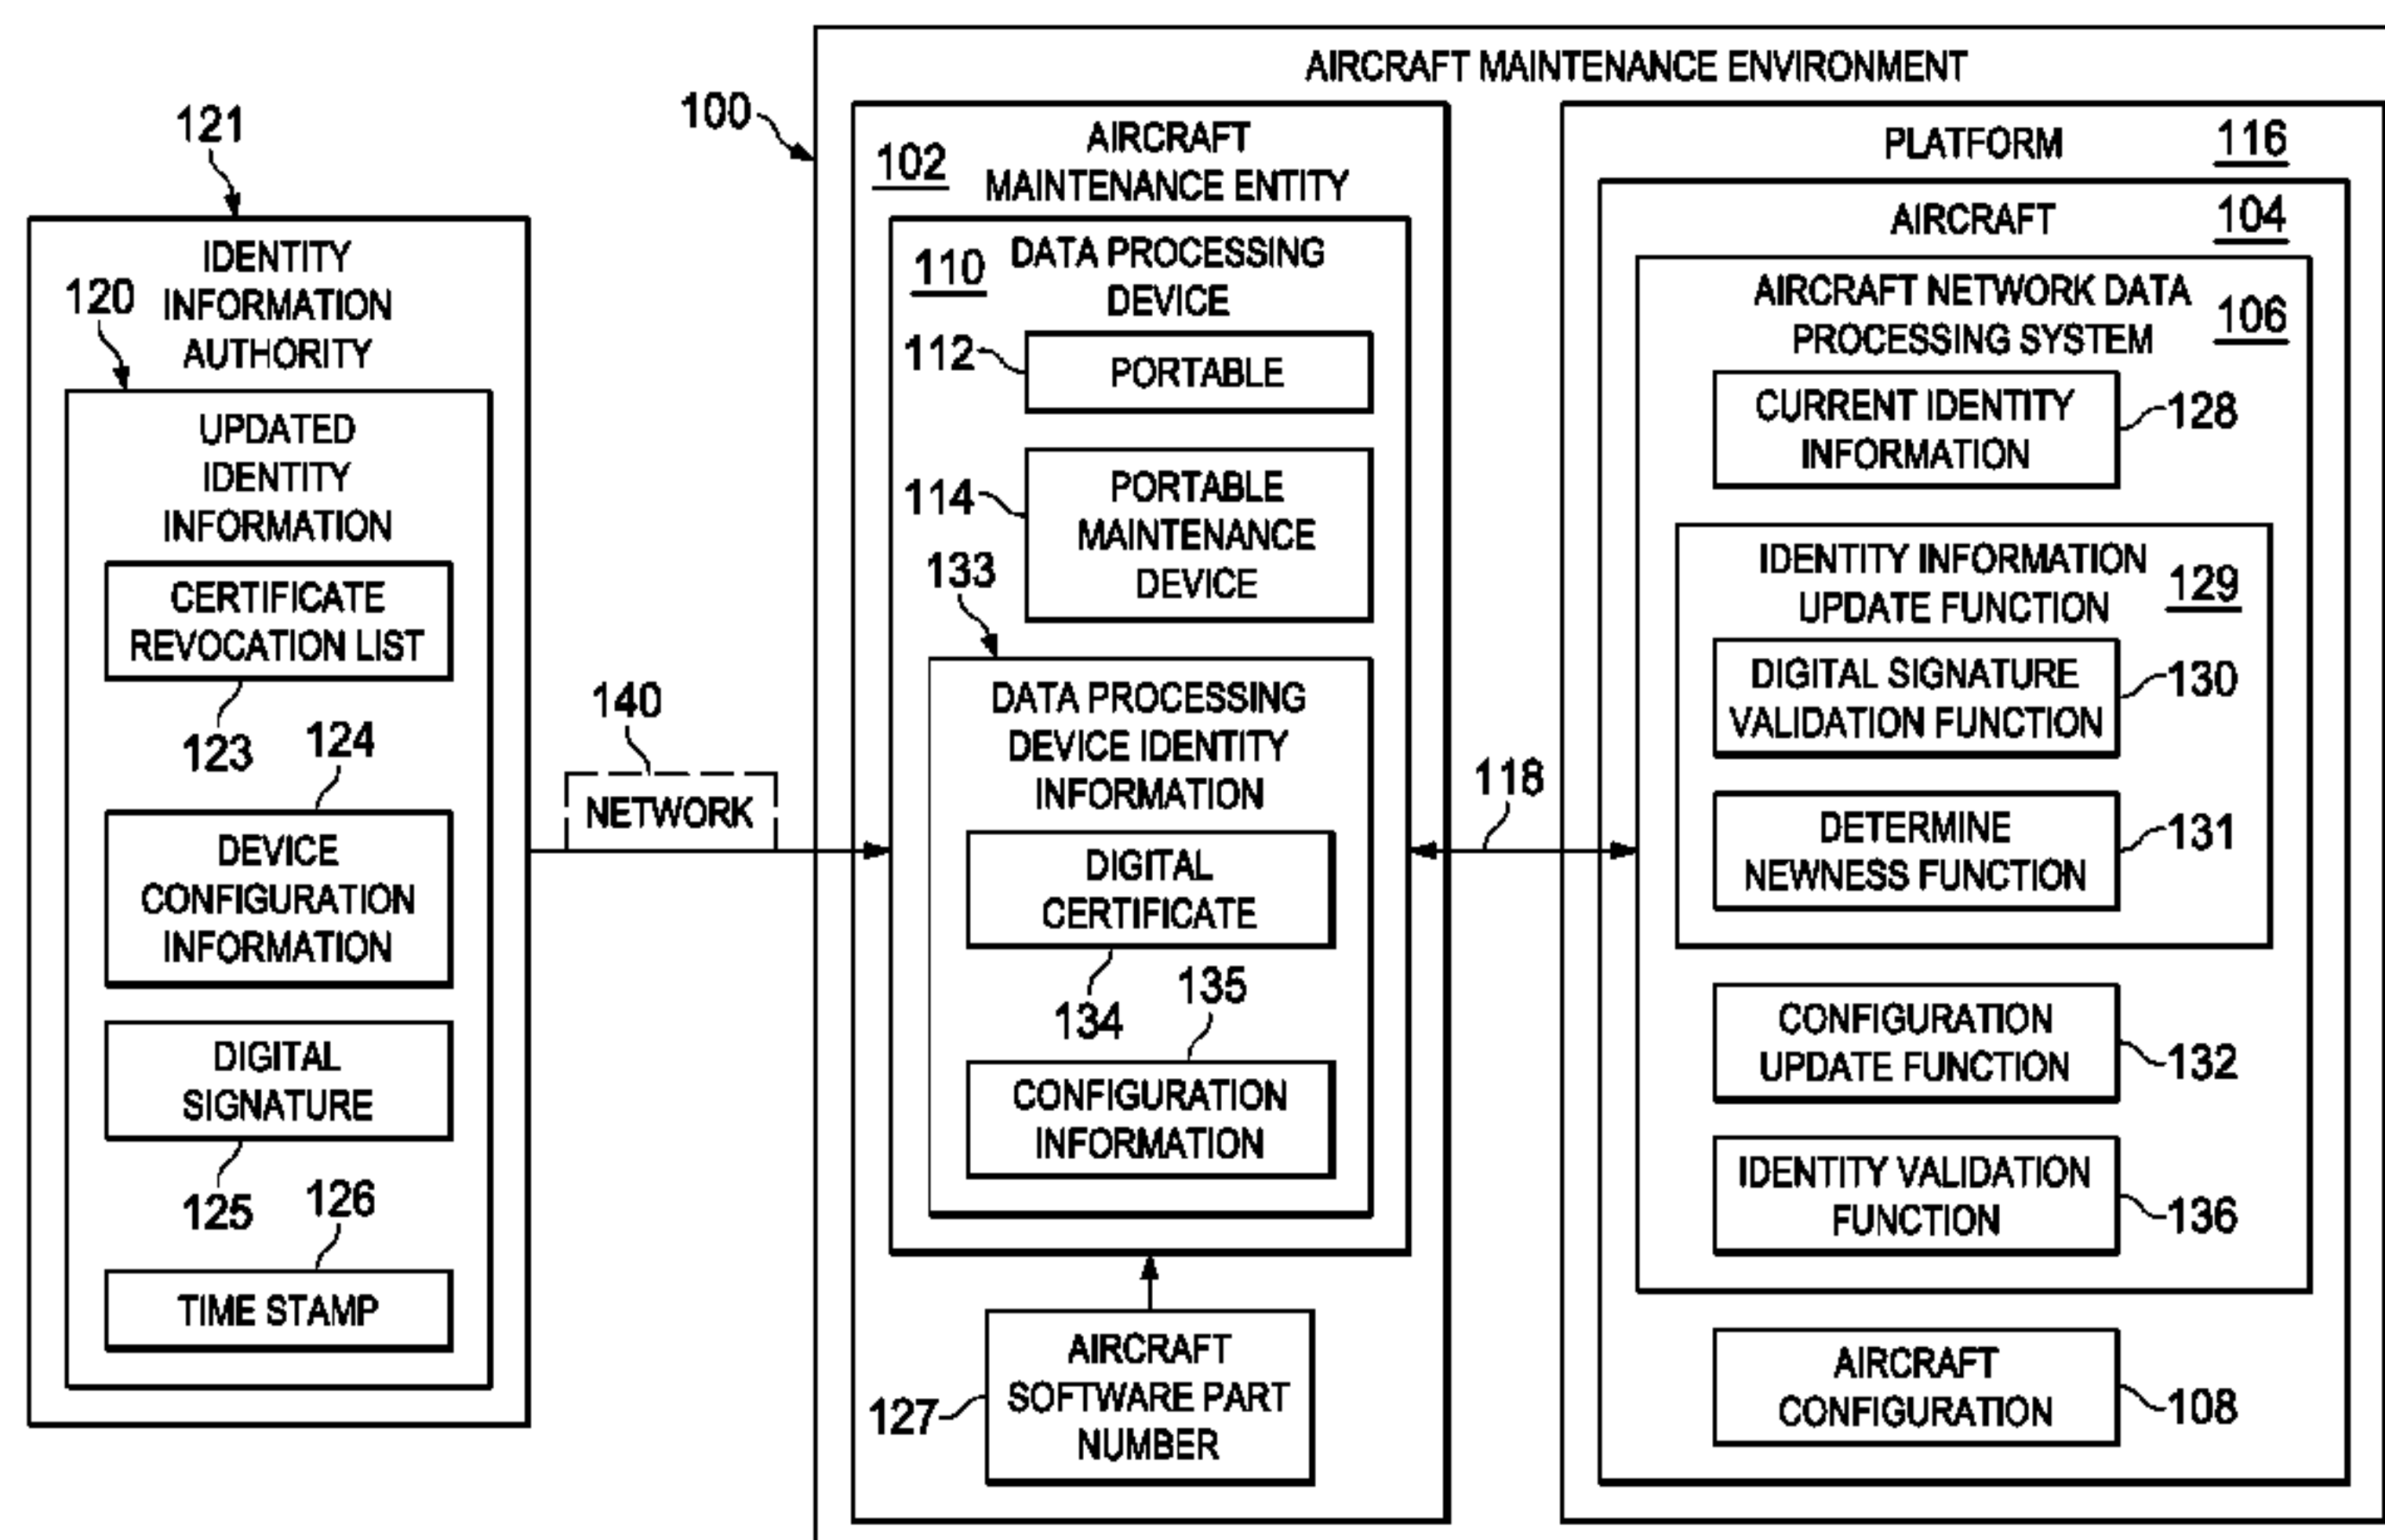 AIRCRAFT MAINTENANCE ENVIRONMENT
100
121
IDENTITY
INFORMATION
AUTHORITY
120
UPDATED
IDENTITY
INFORMATION
CERTIFICATE
REVOCATION LIST
123
124
DEVICE
CONFIGURATION
INFORMATION
DIGITAL
SIGNATURE
125
126
TIME STAMP
140
NETWORK
102
AIRCRAFT
MAINTENANCE ENTITY
110
DATA PROCESSING
DEVICE
112
PORTABLE
114
PORTABLE
MAINTENANCE
DEVICE
133
DATA PROCESSING
DEVICE IDENTITY
INFORMATION
DIGITAL
CERTIFICATE
134
135
CONFIGURATION
INFORMATION
127
AIRCRAFT
SOFTWARE PART
NUMBER
118
PLATFORM
116
AIRCRAFT
104
AIRCRAFT NETWORK DATA
PROCESSING SYSTEM
106
CURRENT IDENTITY
INFORMATION
128
IDENTITY INFORMATION
UPDATE FUNCTION
129
DIGITAL SIGNATURE
VALIDATION FUNCTION
130
DETERMINE
NEWNESS FUNCTION
131
CONFIGURATION
UPDATE FUNCTION
132
IDENTITY VALIDATION
FUNCTION
136
AIRCRAFT
CONFIGURATION
108